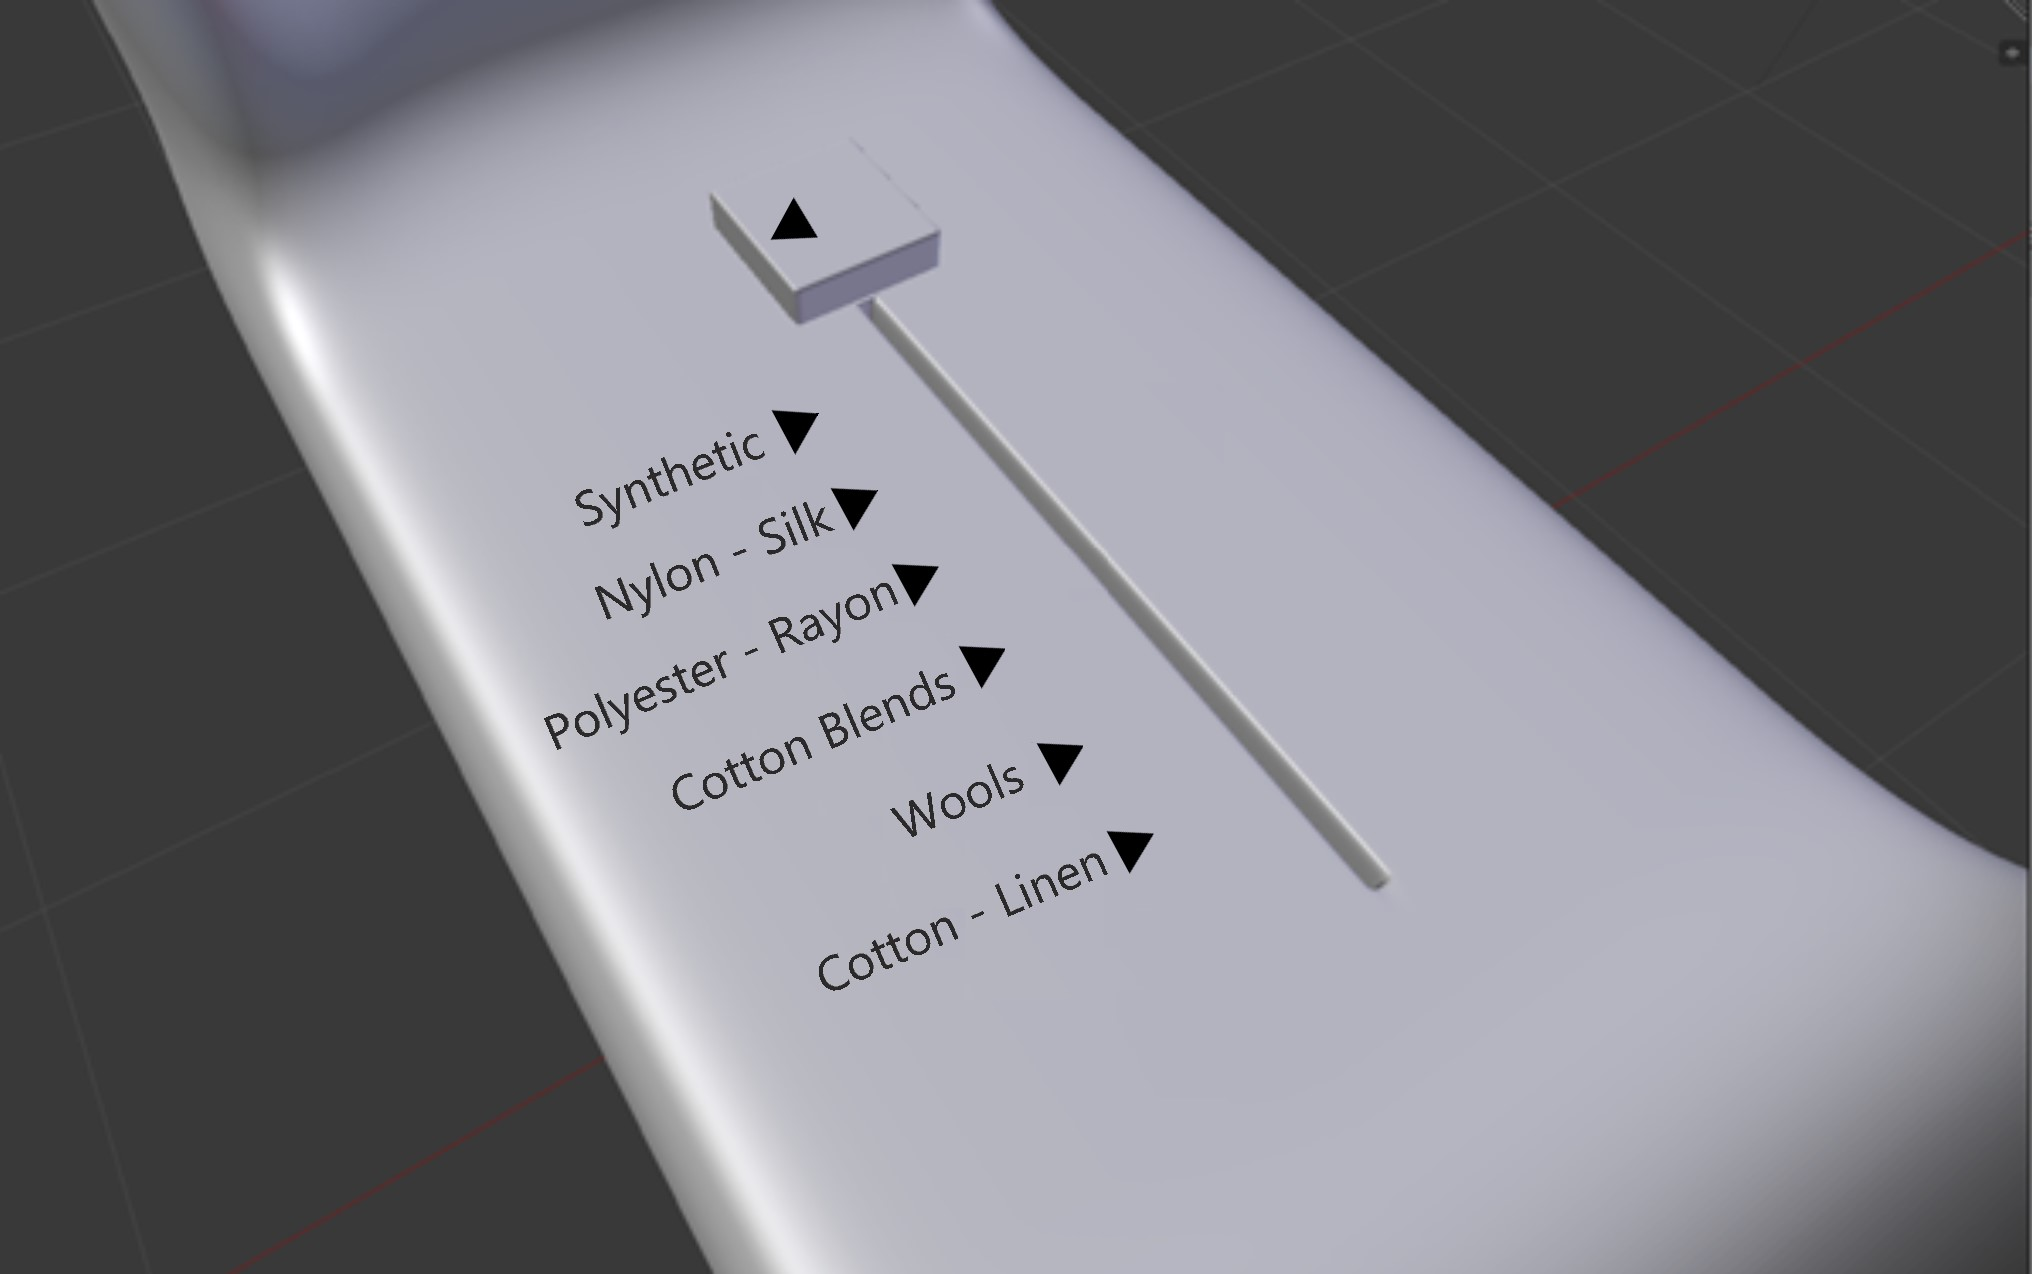 Synthetic
Nylon - Silk
Polyester - Rayon
Cotton Blends
Wools
Cotton - Linen